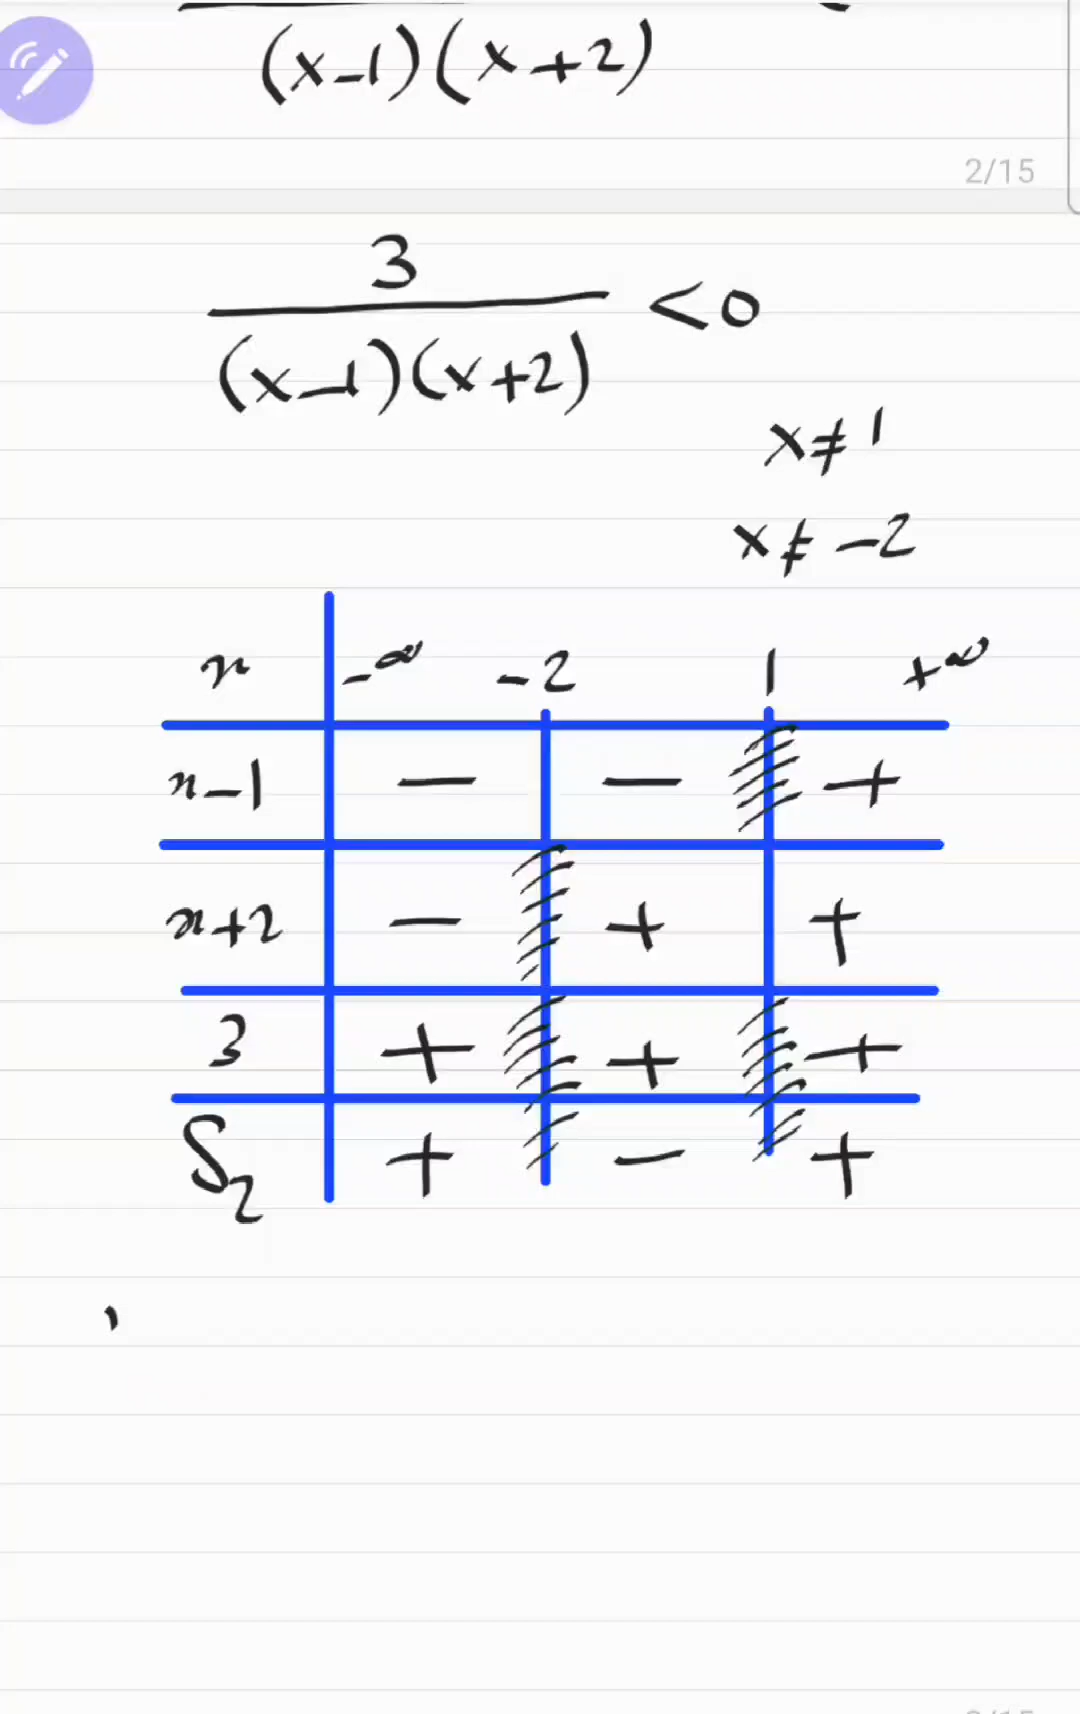 (x-1)(x+2)
2/15
3
(x-1)(x+2) <0
x≠1
x≠-2
x -∞ -2 1 +∞
x-1 - - +
x+2 - + +
3 + + +
S₂ + - +